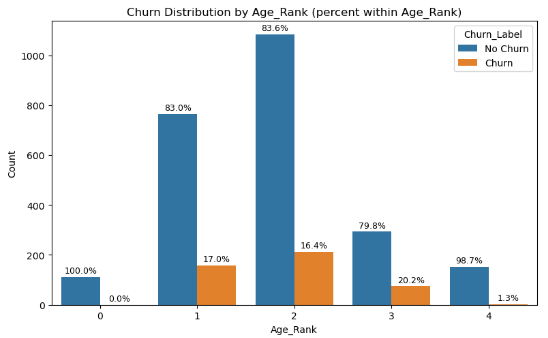 Churn Distribution by Age_Rank (percent within Age_Rank)
Churn_Label
No Churn
Churn
Count
1000
800
600
400
200
0
100.0%
0.0%
83.0%
17.0%
83.6%
16.4%
79.8%
20.2%
98.7%
1.3%
0 1 2 3 4
Age_Rank